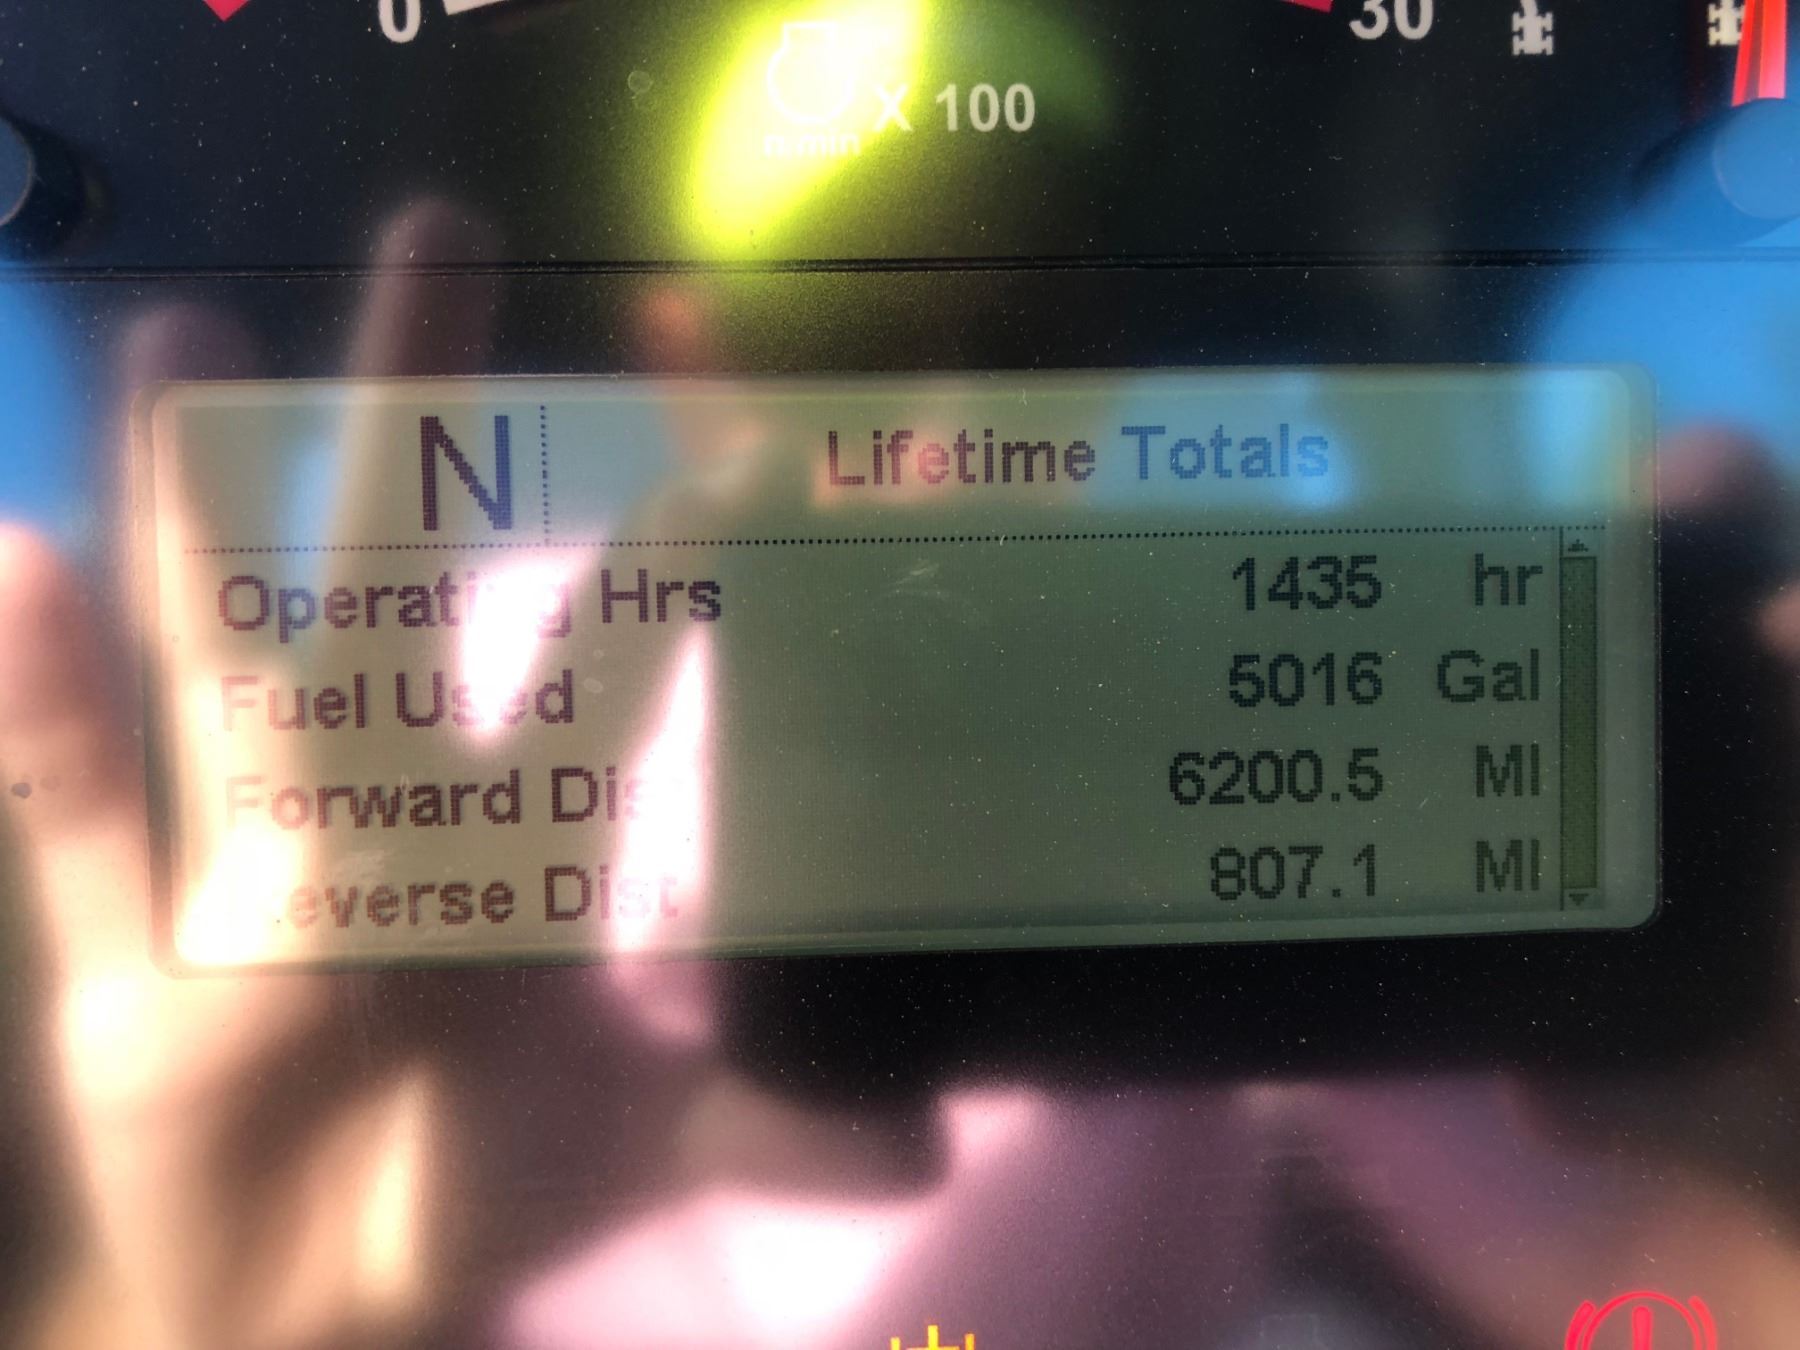 0 30
n/min X 100
N Lifetime Totals
Operating Hrs 1435 hr
Fuel Used 5016 Gal
Forward Dist 6200.5 MI
Reverse Dist 807.1 MI